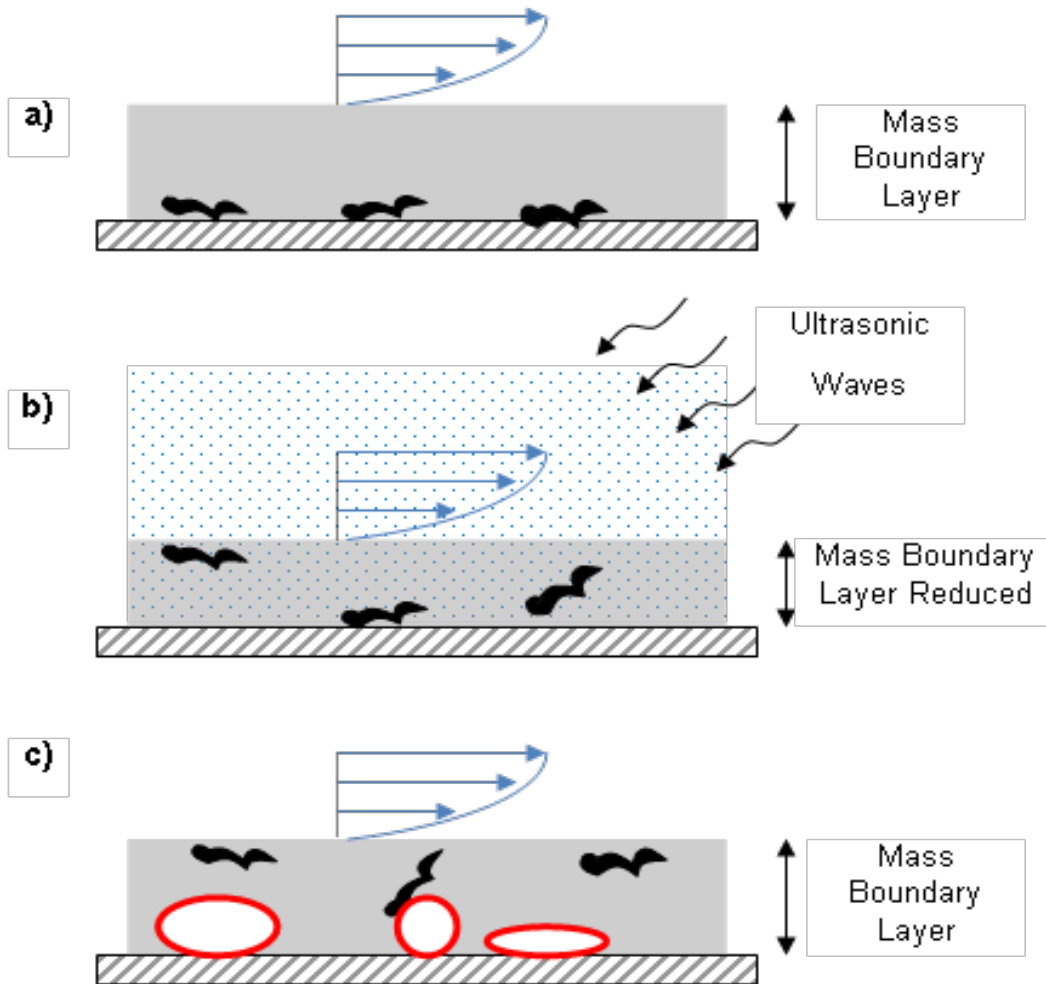 a)
Mass
Boundary
Layer
Ultrasonic
Waves
b)
Mass Boundary
Layer Reduced
c)
Mass
Boundary
Layer